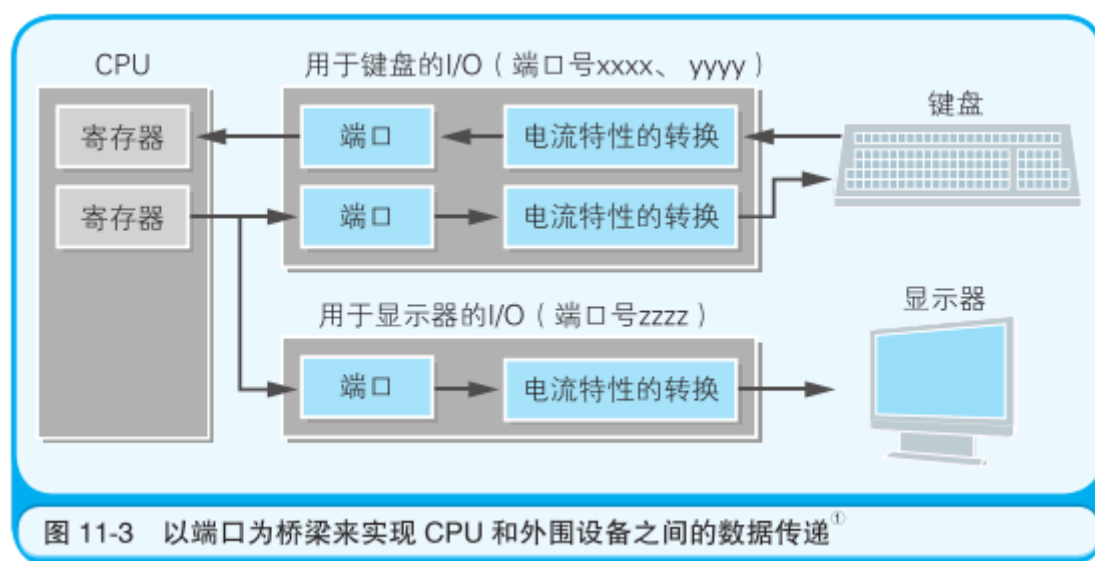 CPU
用于键盘的I/O（端口号xxxx、 yyyy）
键盘
寄存器
端口
电流特性的转换
寄存器
端口
电流特性的转换
用于显示器的I/O（端口号zzzz）
显示器
端口
电流特性的转换
图 11-3 以端口为桥梁来实现 CPU 和外围设备之间的数据传递①